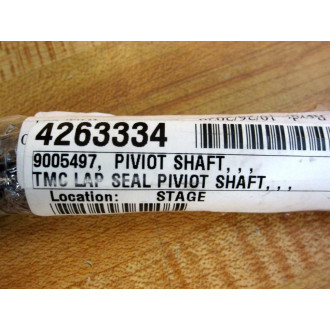 4263334
9005497, PIVIOT SHAFT,,,
TMC LAP SEAL PIVIOT SHAFT,,,
Location: STAGE